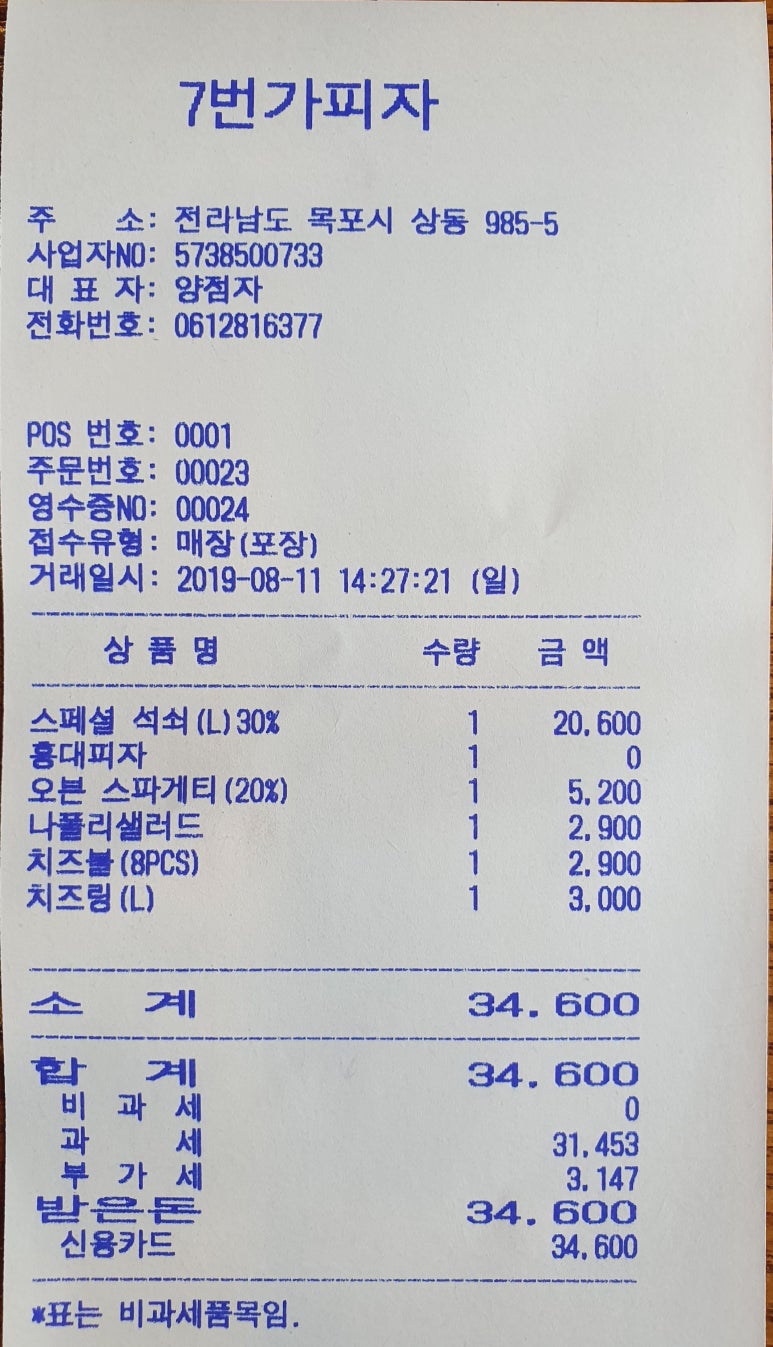 7번가피자
주 소: 전라남도 목포시 상동 985-5
사업자NO: 5738500733
대 표 자: 양점자
전화번호: 0612816377
POS 번호: 0001
주문번호: 00023
영수증NO: 00024
접수유형: 매장(포장)
거래일시: 2019-08-11 14:27:21 (일)
상 품 명 수량 금 액
스페셜 석쇠(L)30% 1 20,600
홍대피자 1 0
오븐 스파게티(20%) 1 5,200
나폴리샐러드 1 2,900
치즈볼(8PCS) 1 2,900
치즈링(L) 1 3,000
소 계 34,600
합 계 34,600
비 과 세 0
과 세 31,453
부 가 세 3,147
받은돈 34,600
신용카드 34,600
*표는 비과세품목임.